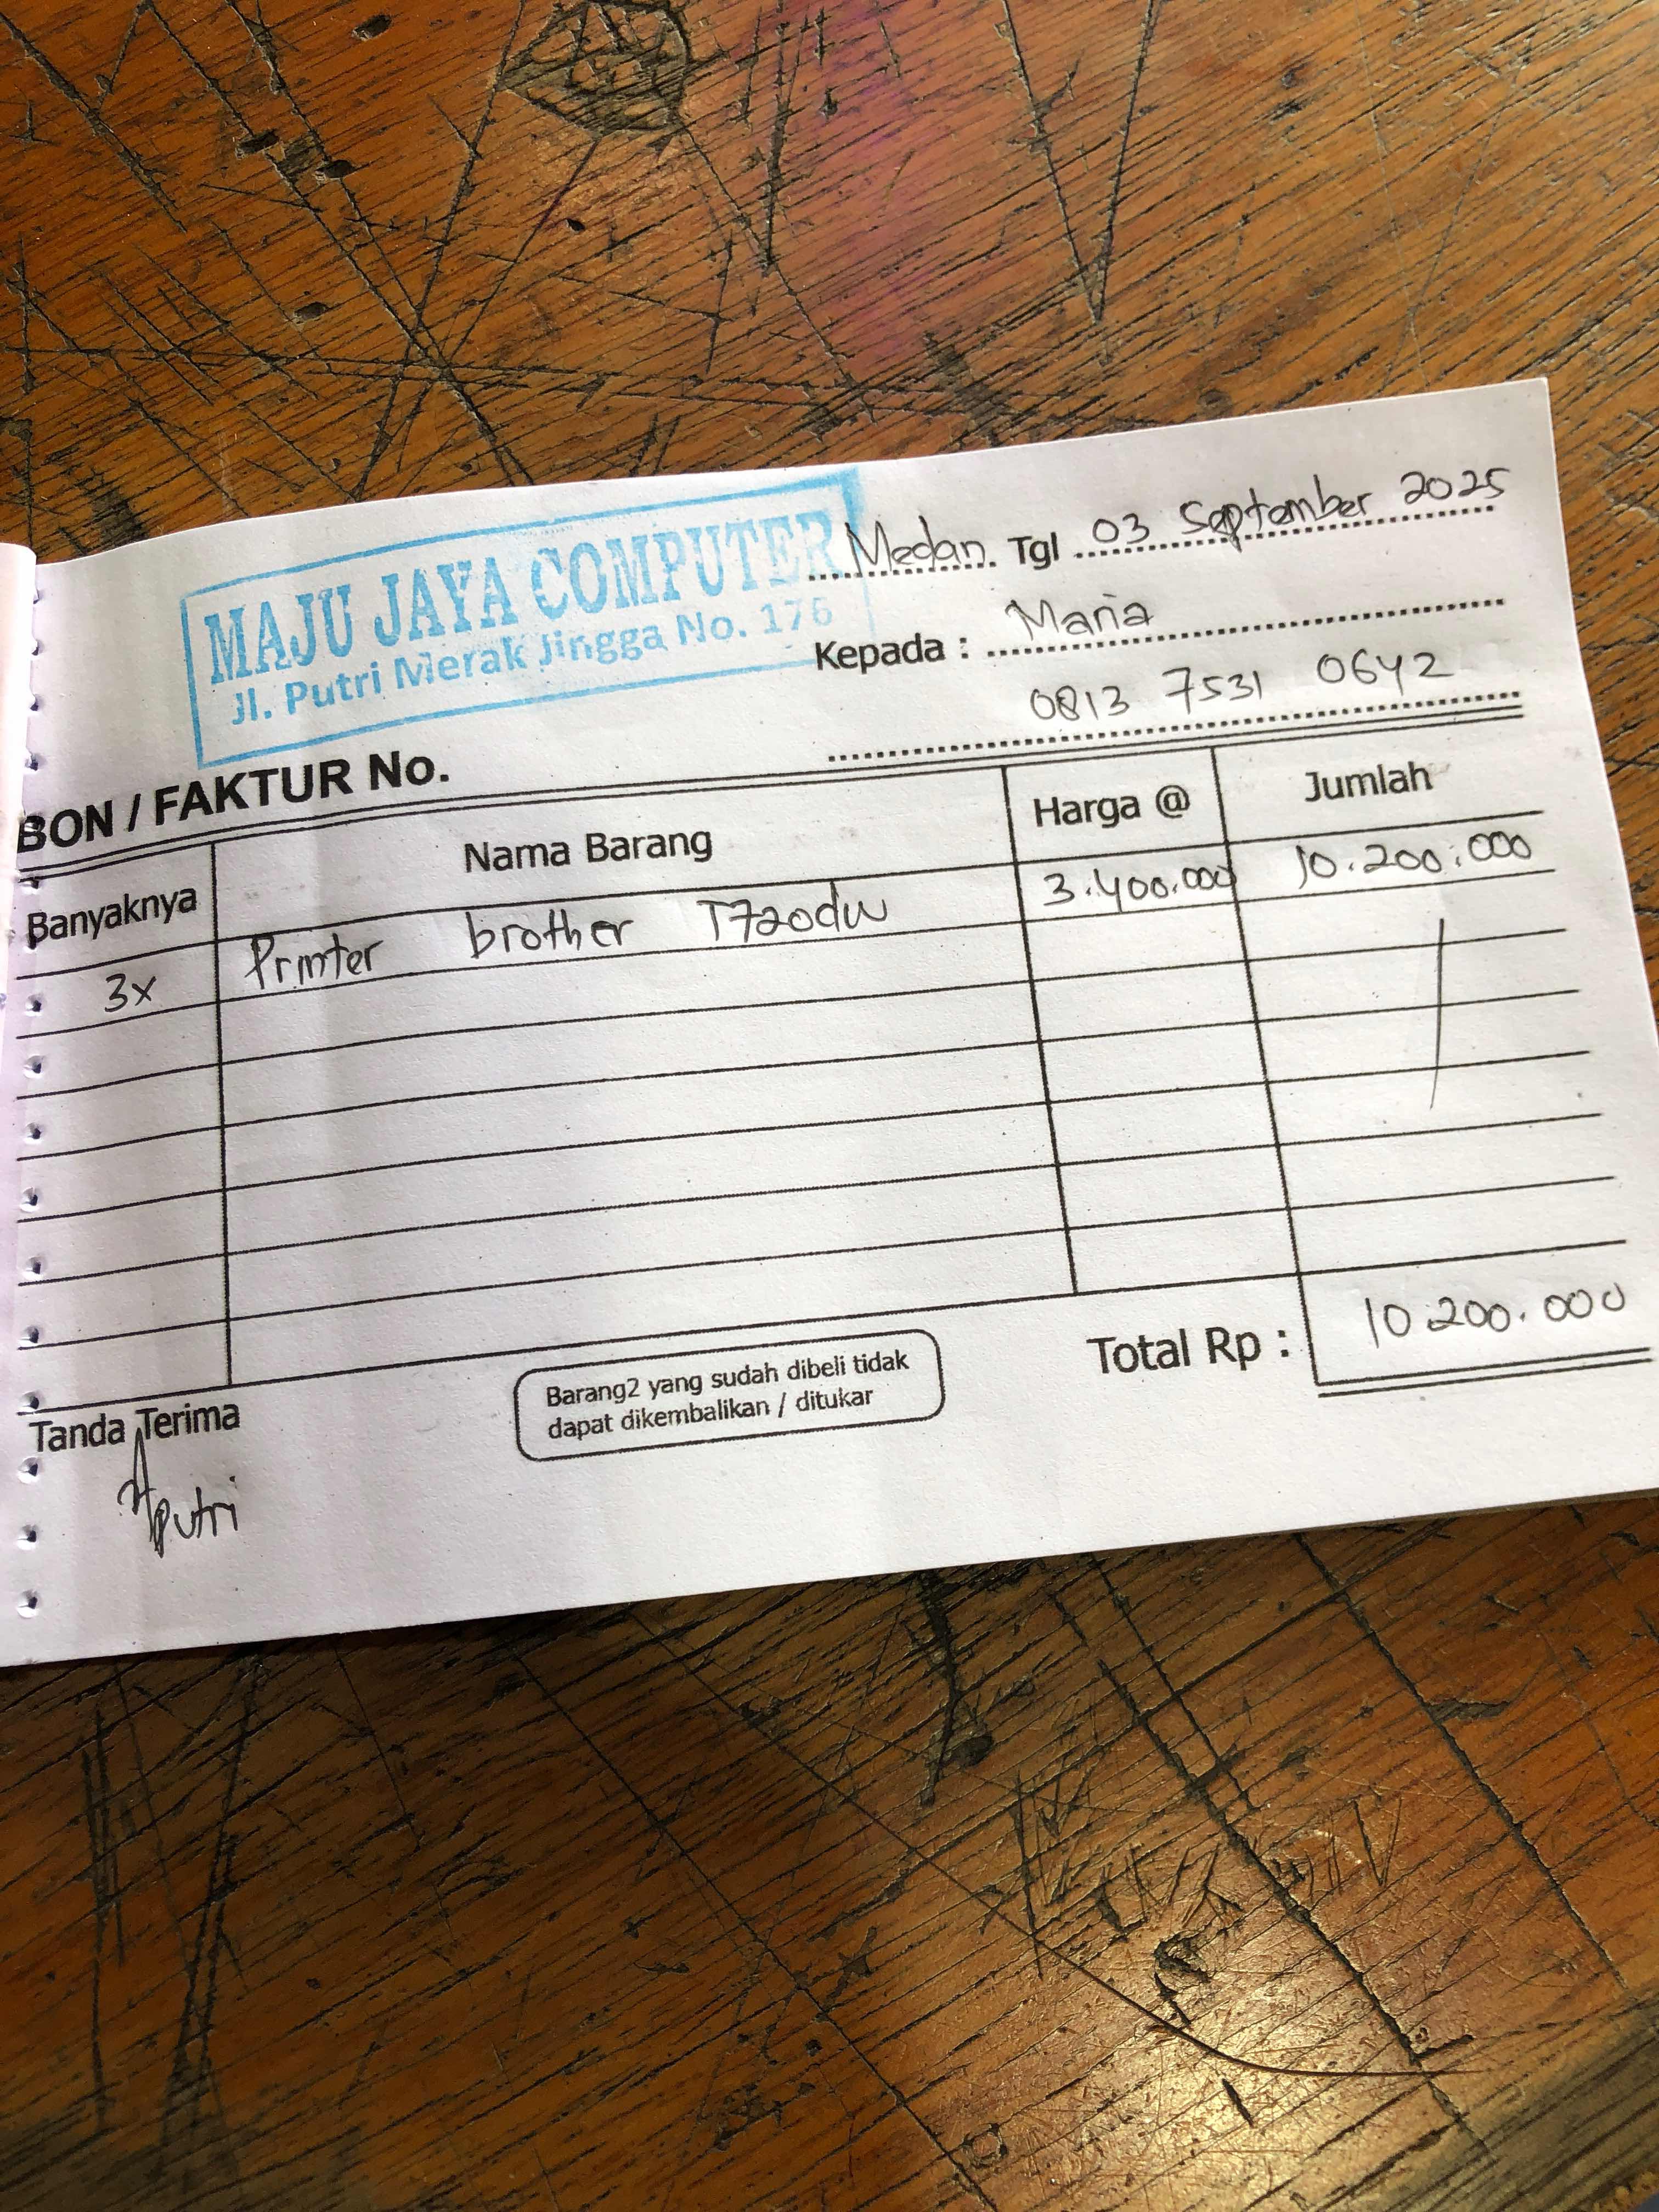 MAJU JAYA COMPUTER
Jl. Putri Merak Jingga No. 176
Medan Tgl 03 September 2025
Kepada : Maria
0813 7531 0642
BON / FAKTUR No.
Banyaknya Nama Barang Harga @ Jumlah
3x Printer brother T720dw 3.400.000 10.200.000
Total Rp : 10.200.000
Barang2 yang sudah dibeli tidak
dapat dikembalikan / ditukar
Tanda Terima
Putri